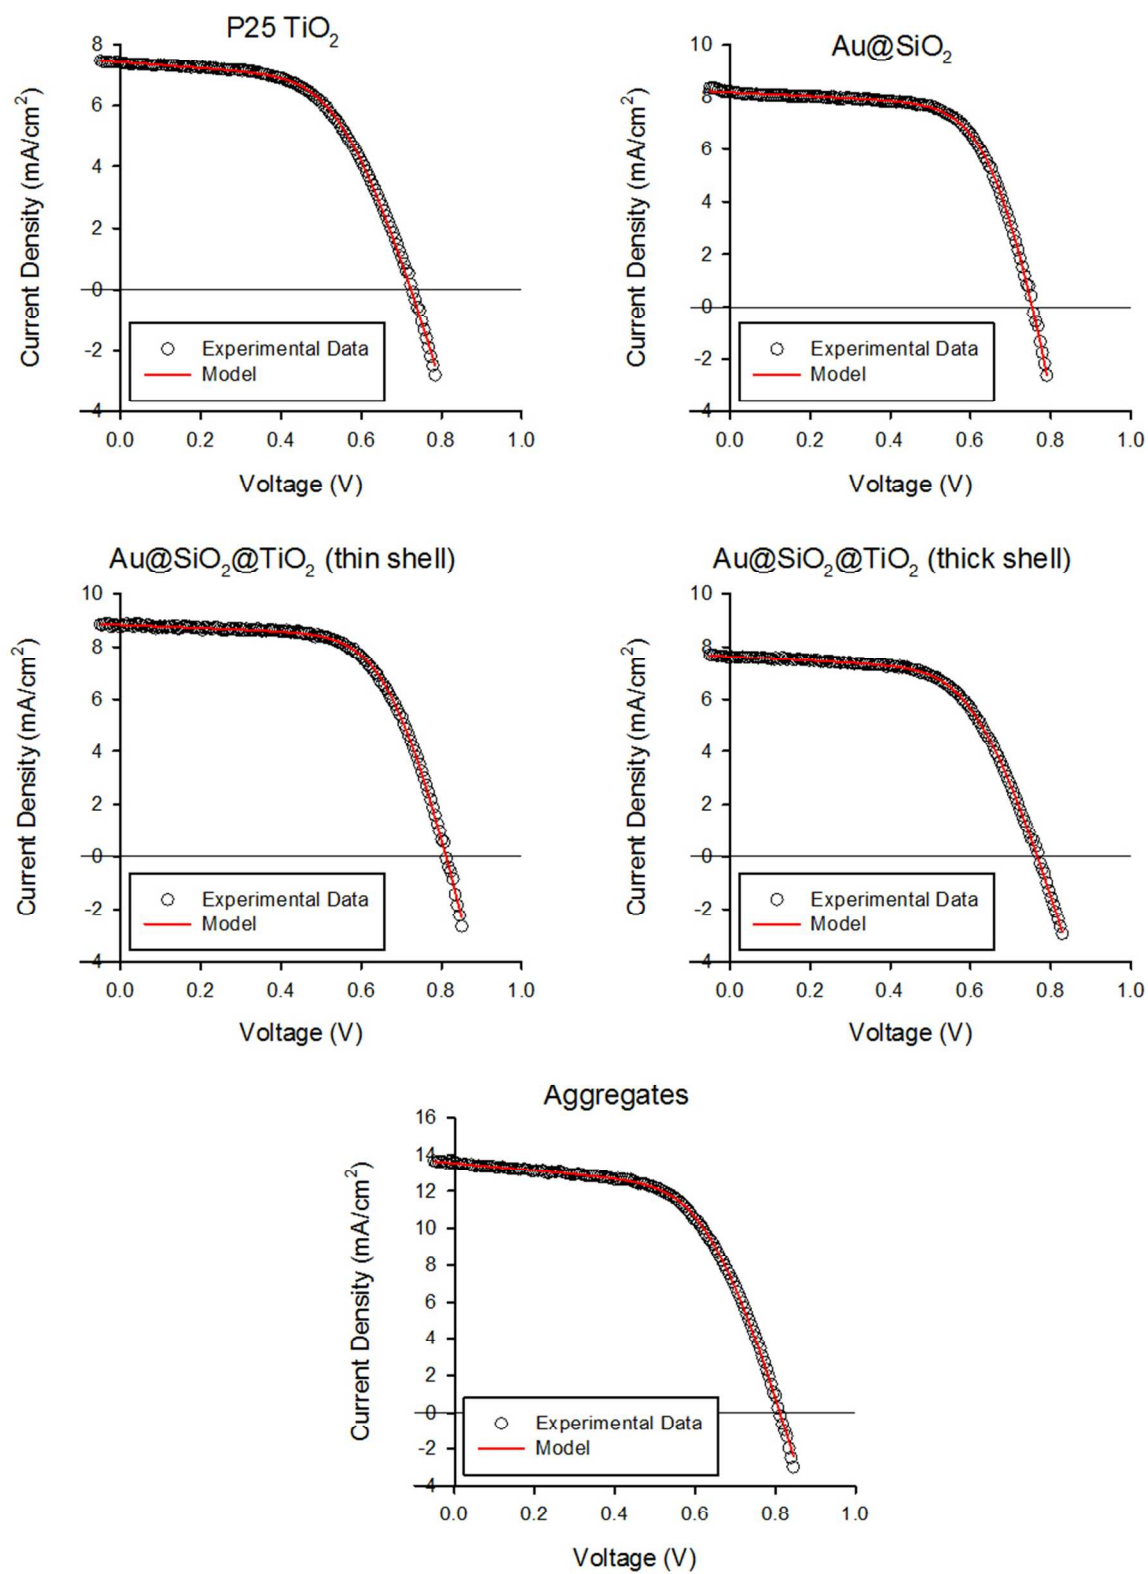 P25 TiO₂
Current Density (mA/cm²)
8
6
4
2
0
-2
-4
0.0 0.2 0.4 0.6 0.8 1.0
Voltage (V)
Experimental Data
Model
Au@SiO₂
Current Density (mA/cm²)
10
8
6
4
2
0
-2
-4
0.0 0.2 0.4 0.6 0.8 1.0
Voltage (V)
Experimental Data
Model
Au@SiO₂@TiO₂ (thin shell)
Current Density (mA/cm²)
10
8
6
4
2
0
-2
-4
0.0 0.2 0.4 0.6 0.8 1.0
Voltage (V)
Experimental Data
Model
Au@SiO₂@TiO₂ (thick shell)
Current Density (mA/cm²)
10
8
6
4
2
0
-2
-4
0.0 0.2 0.4 0.6 0.8 1.0
Voltage (V)
Experimental Data
Model
Aggregates
Current Density (mA/cm²)
16
14
12
10
8
6
4
2
0
-2
-4
0.0 0.2 0.4 0.6 0.8 1.0
Voltage (V)
Experimental Data
Model